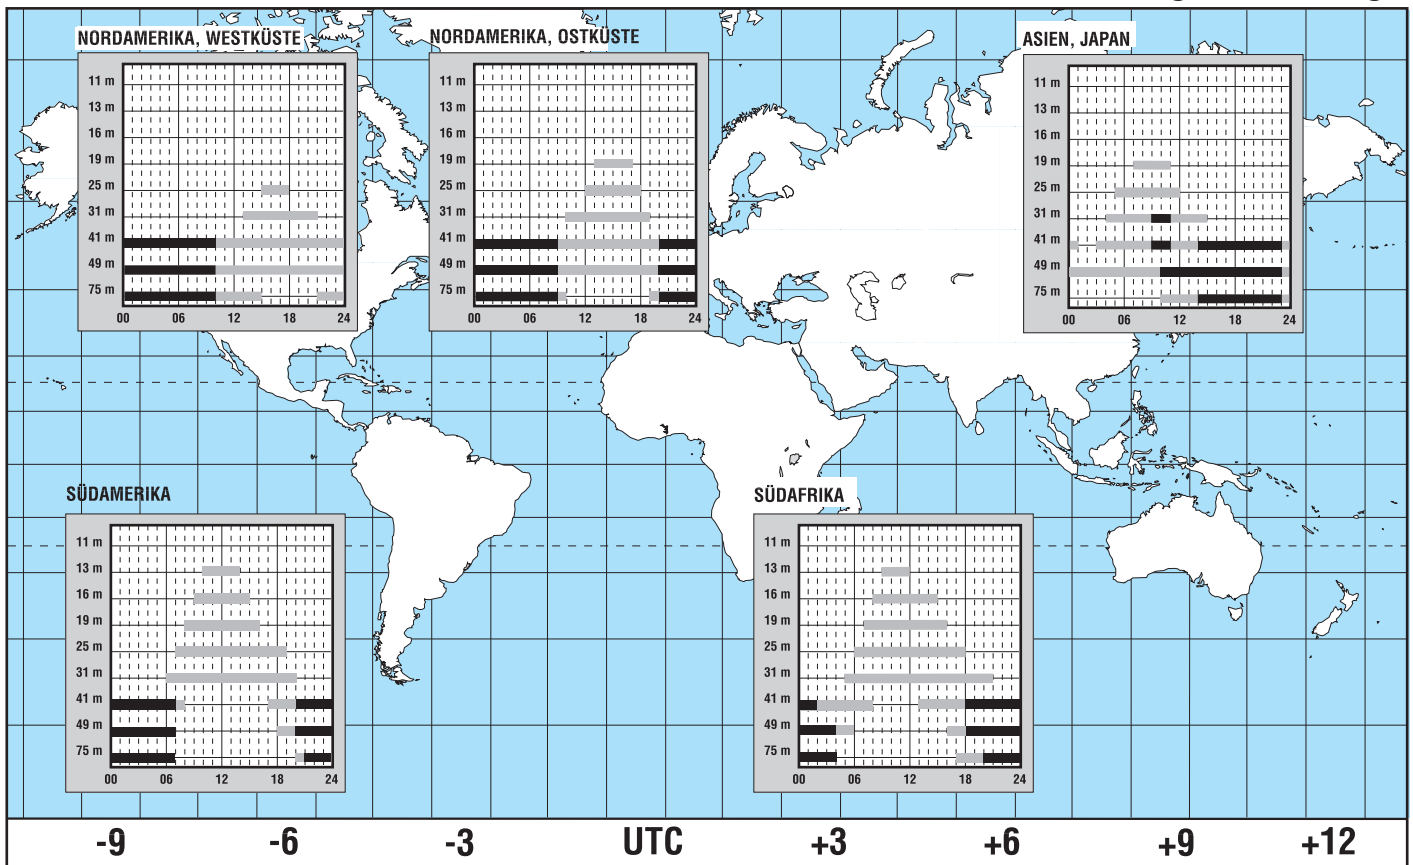 NORDAMERIKA, WESTKÜSTE
11 m
13 m
16 m
19 m
25 m
31 m
41 m
49 m
75 m
00 06 12 18 24
NORDAMERIKA, OSTKÜSTE
11 m
13 m
16 m
19 m
25 m
31 m
41 m
49 m
75 m
00 06 12 18 24
ASIEN, JAPAN
11 m
13 m
16 m
19 m
25 m
31 m
41 m
49 m
75 m
00 06 12 18 24
SÜDAMERIKA
11 m
13 m
16 m
19 m
25 m
31 m
41 m
49 m
75 m
00 06 12 18 24
SÜDAFRIKA
11 m
13 m
16 m
19 m
25 m
31 m
41 m
49 m
75 m
00 06 12 18 24
-9 -6 -3 UTC +3 +6 +9 +12